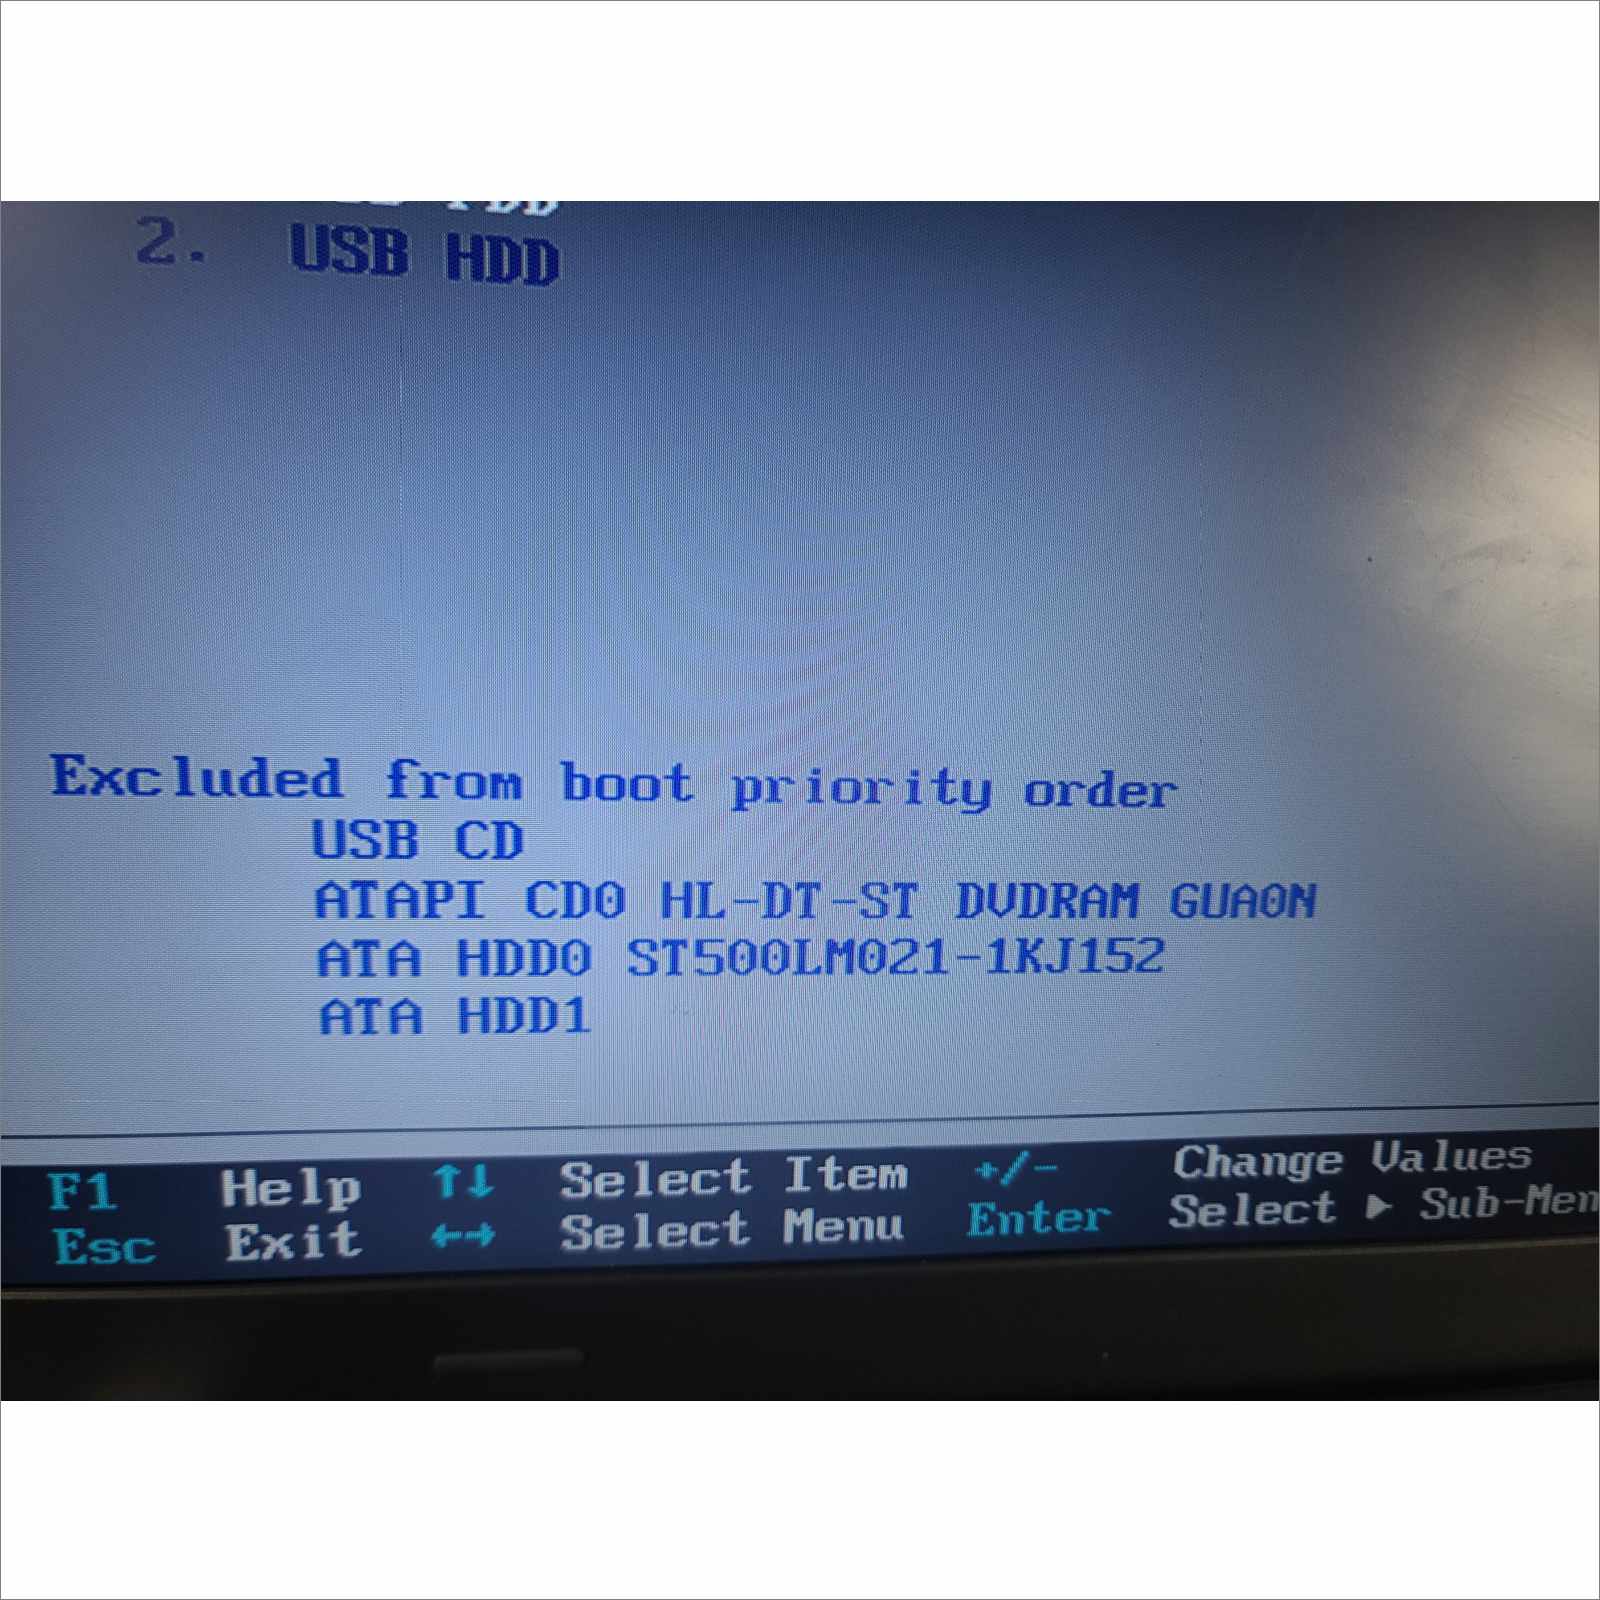 2. USB HDD
Excluded from boot priority order
USB CD
ATAPI CD0 HL-DT-ST DVDRAM GUA0N
ATA HDD0 ST500LM021-1KJ152
ATA HDD1
F1 Help ↑↓ Select Item +/- Change Values
Esc Exit ←→ Select Menu Enter Select ▶ Sub-Men